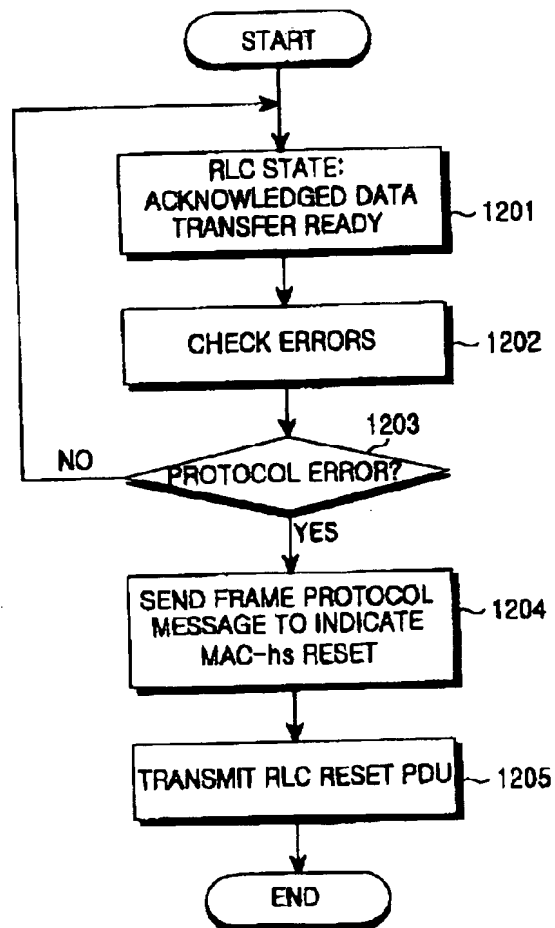 START
RLC STATE:
ACKNOWLEDGED DATA
TRANSFER READY
1201
CHECK ERRORS
1202
1203
PROTOCOL ERROR?
NO
YES
SEND FRAME PROTOCOL
MESSAGE TO INDICATE
MAC-hs RESET
1204
TRANSMIT RLC RESET PDU
1205
END